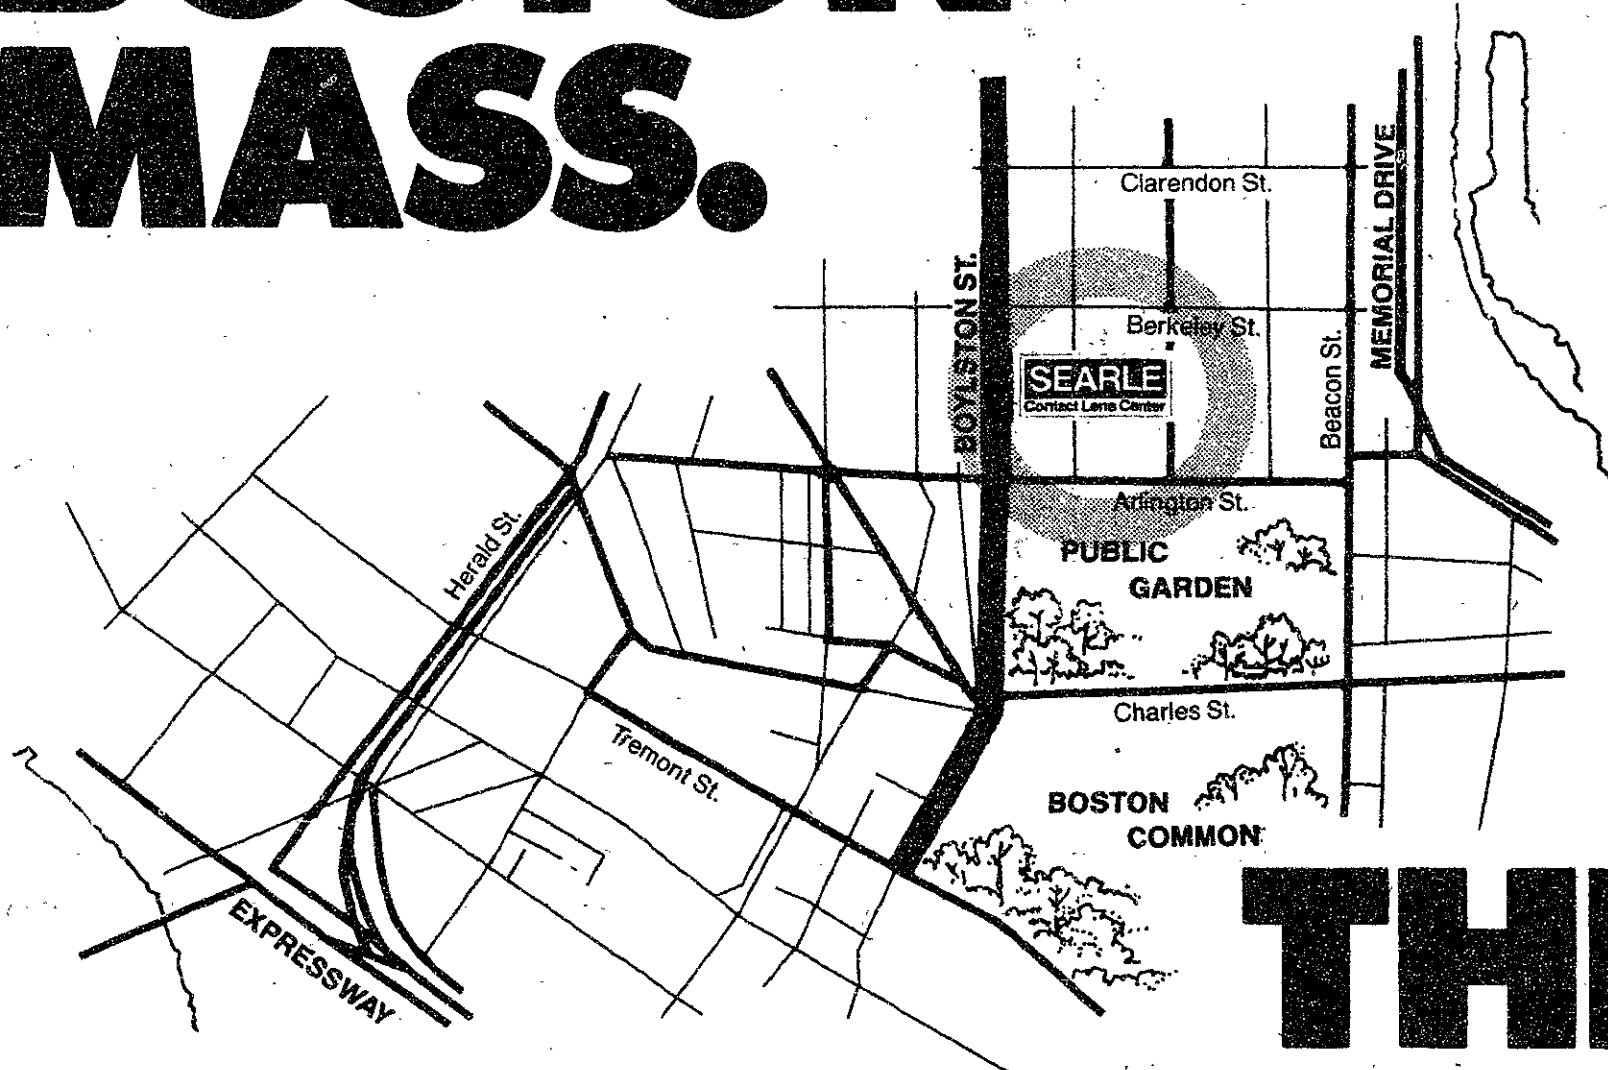 BOSTON
MASS.
Clarendon St.
MEMORIAL DRIVE
BOYLSTON ST.
Berkeley St.
Beacon St.
SEARLE
Contact Lens Center
Arlington St.
Herald St.
PUBLIC
GARDEN
Charles St.
Tremont St.
BOSTON
COMMON
EXPRESSWAY